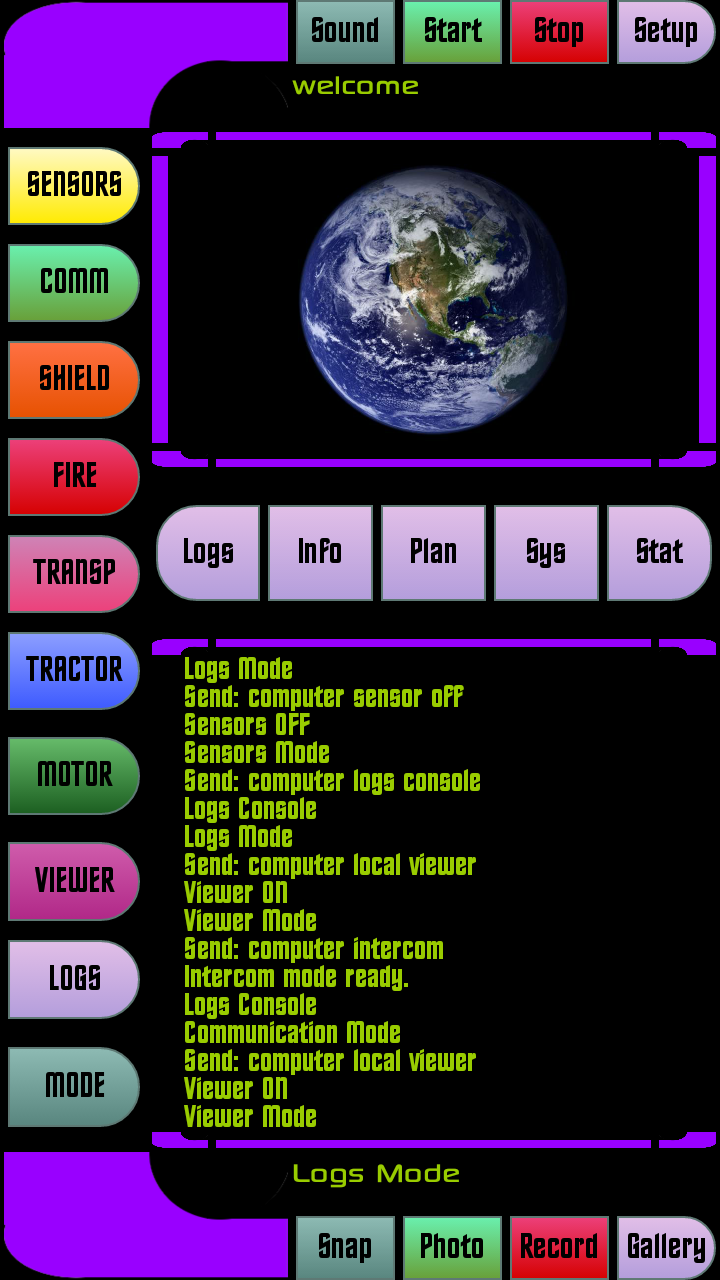 Sound Start Stop Setup
welcome
SENSORS
COMM
SHIELD
FIRE
TRANSP
TRACTOR
MOTOR
VIEWER
LOGS
MODE
Logs Info Plan Sys Stat
Logs Mode
Send: computer sensor off
Sensors OFF
Sensors Mode
Send: computer logs console
Logs Console
Logs Mode
Send: computer local viewer
Viewer ON
Viewer Mode
Send: computer intercom
Intercom mode ready.
Logs Console
Communication Mode
Send: computer local viewer
Viewer ON
Viewer Mode
Logs Mode
Snap Photo Record Gallery